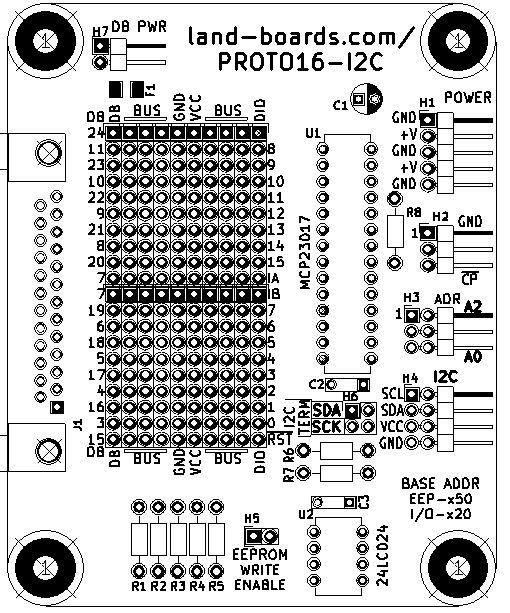 H7
DB PWR
land-boards.com/
PROTO16-I2C
F1
C1
H1
POWER
GND
+V
GND
+V
GND
DB
DB
BUS
GND
VCC
BUS
DIO
24
11
8
23
9
10
10
22
11
9
12
21
13
8
14
20
15
7
IA
7
IB
19
7
6
6
18
5
5
4
17
3
4
2
16
1
3
0
15
RST
DB
DB
BUS
GND
VCC
BUS
DIO
J1
U1
MCP23017
R8
H2
GND
1
CP
H3
ADR
1
A2
A0
C2
H4
I2C
SCL
SDA
VCC
GND
I2C
TERM
H6
SDA
SCK
R6
R7
BASE ADDR
EEP-x50
I/O-x20
U2
C3
24LC024
H5
EEPROM
WRITE
ENABLE
R1 R2 R3 R4 R5
1
1
1
1